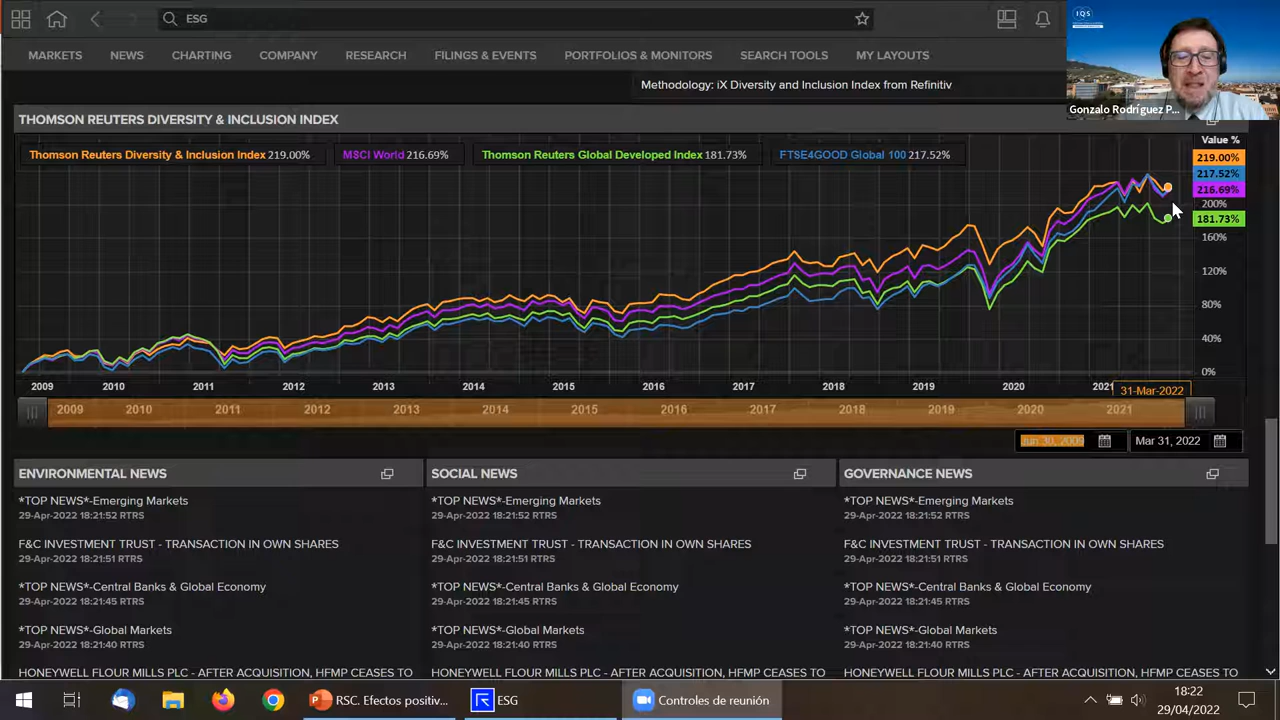 ESG
IQS
MARKETS NEWS CHARTING COMPANY RESEARCH FILINGS & EVENTS PORTFOLIOS & MONITORS SEARCH TOOLS MY LAYOUTS
Methodology: iX Diversity and Inclusion Index from Refinitiv
Gonzalo Rodríguez P...
THOMSON REUTERS DIVERSITY & INCLUSION INDEX
Value %
Thomson Reuters Diversity & Inclusion Index 219.00% MSCI World 216.69% Thomson Reuters Global Developed Index 181.73% FTSE4GOOD Global 100 217.52%
219.00%
217.52%
216.69%
200%
181.73%
160%
120%
80%
40%
0%
2009 2010 2011 2012 2013 2014 2015 2016 2017 2018 2019 2020 2021
31-Mar-2022
2009 2010 2011 2012 2013 2014 2015 2016 2017 2018 2019 2020 2021
Jun 30, 2009 Mar 31, 2022
ENVIRONMENTAL NEWS
*TOP NEWS*-Emerging Markets
29-Apr-2022 18:21:52 RTRS
F&C INVESTMENT TRUST - TRANSACTION IN OWN SHARES
29-Apr-2022 18:21:51 RTRS
*TOP NEWS*-Central Banks & Global Economy
29-Apr-2022 18:21:45 RTRS
*TOP NEWS*-Global Markets
29-Apr-2022 18:21:40 RTRS
HONEYWELL FLOUR MILLS PLC - AFTER ACQUISITION, HFMP CEASES TO
SOCIAL NEWS
*TOP NEWS*-Emerging Markets
29-Apr-2022 18:21:52 RTRS
F&C INVESTMENT TRUST - TRANSACTION IN OWN SHARES
29-Apr-2022 18:21:51 RTRS
*TOP NEWS*-Central Banks & Global Economy
29-Apr-2022 18:21:45 RTRS
*TOP NEWS*-Global Markets
29-Apr-2022 18:21:40 RTRS
HONEYWELL FLOUR MILLS PLC - AFTER ACQUISITION, HFMP CEASES TO
GOVERNANCE NEWS
*TOP NEWS*-Emerging Markets
29-Apr-2022 18:21:52 RTRS
F&C INVESTMENT TRUST - TRANSACTION IN OWN SHARES
29-Apr-2022 18:21:51 RTRS
*TOP NEWS*-Central Banks & Global Economy
29-Apr-2022 18:21:45 RTRS
*TOP NEWS*-Global Markets
29-Apr-2022 18:21:40 RTRS
HONEYWELL FLOUR MILLS PLC - AFTER ACQUISITION, HFMP CEASES TO
RSC. Efectos positiv... ESG Controles de reunión
18:22
29/04/2022